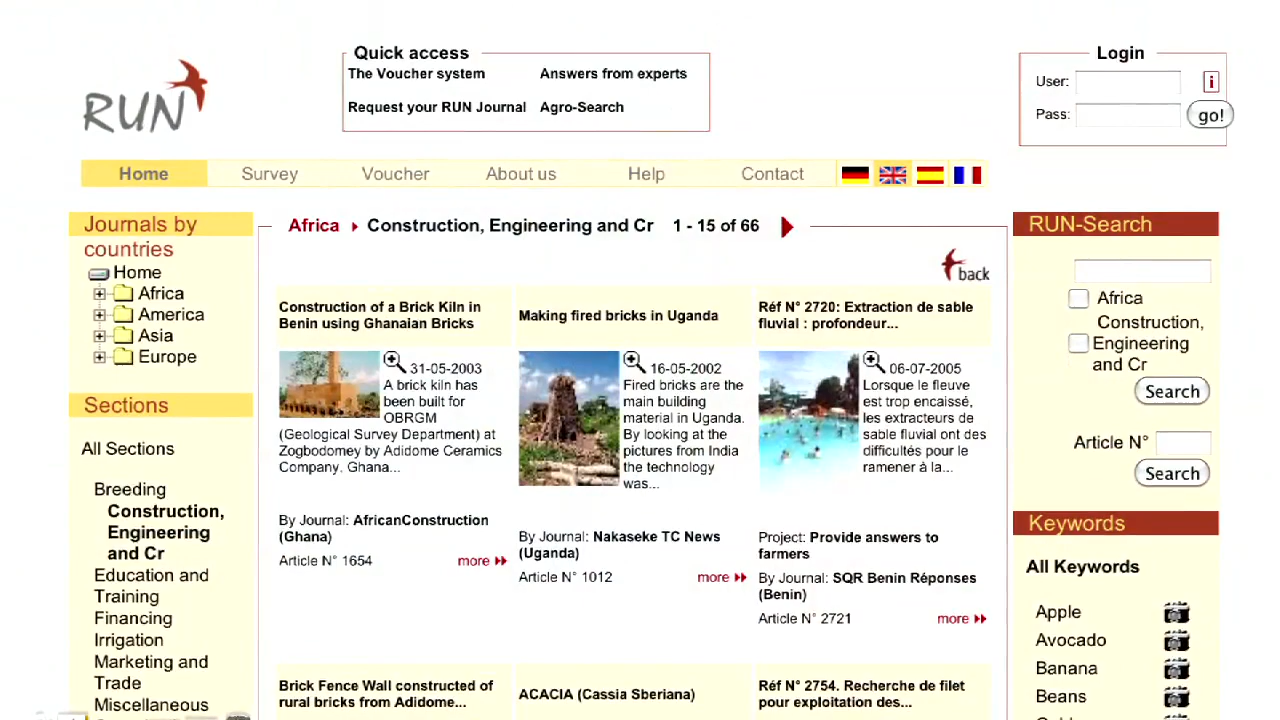 RUN
Quick access
The Voucher system
Answers from experts
Request your RUN Journal
Agro-Search
Login
User:
i
Pass:
go!
Home
Survey
Voucher
About us
Help
Contact
Journals by
countries
Home
Africa
America
Asia
Europe
Sections
All Sections
Breeding
Construction,
Engineering
and Cr
Education and
Training
Financing
Irrigation
Marketing and
Trade
Miscellaneous
Africa
Construction, Engineering and Cr
1 - 15 of 66
back
Construction of a Brick Kiln in
Benin using Ghanaian Bricks
31-05-2003
A brick kiln has
been built for
OBRGM
(Geological Survey Department) at
Zogbodomey by Adidome Ceramics
Company, Ghana...
By Journal: AfricanConstruction
(Ghana)
Article N° 1654
more
Making fired bricks in Uganda
16-05-2002
Fired bricks are the
main building
material in Uganda.
By looking at the
pictures from India
the technology
was...
By Journal: Nakaseke TC News
(Uganda)
Article N° 1012
more
Réf N° 2720: Extraction de sable
fluvial : profondeur...
06-07-2005
Lorsque le fleuve
est trop encaissé,
les extracteurs de
sable fluvial ont des
difficultés pour le
ramener à la...
Project: Provide answers to
farmers
By Journal: SQR Benin Réponses
(Benin)
Article N° 2721
more
Brick Fence Wall constructed of
rural bricks from Adidome...
ACACIA (Cassia Sberiana)
Réf N° 2754. Recherche de filet
pour exploitation des...
RUN-Search
Africa
Construction,
Engineering
and Cr
Search
Article N°
Search
Keywords
All Keywords
Apple
Avocado
Banana
Beans